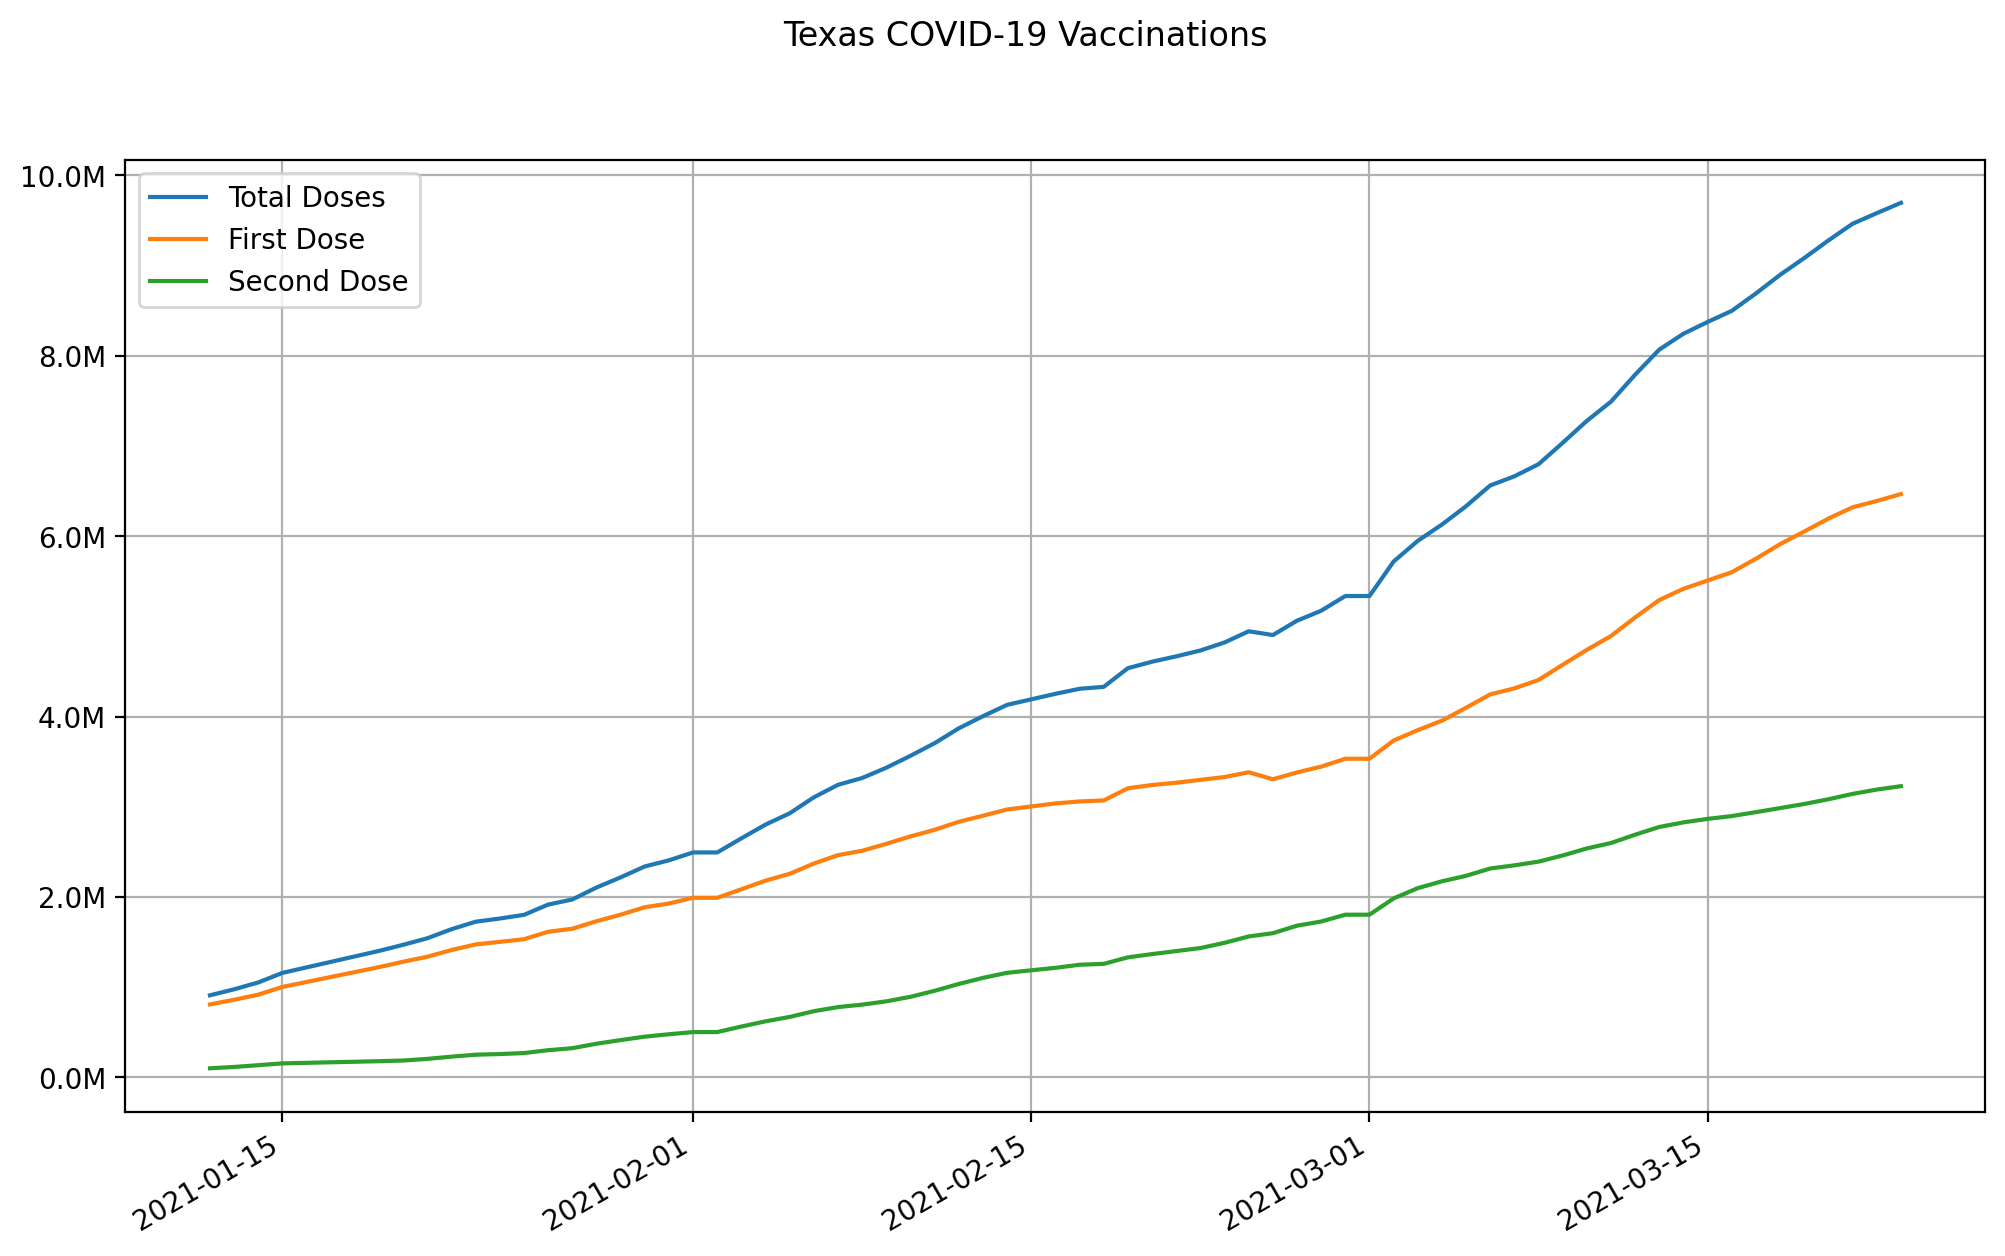 Texas COVID-19 Vaccinations
10.0M
8.0M
6.0M
4.0M
2.0M
0.0M
Total Doses
First Dose
Second Dose
2021-01-15
2021-02-01
2021-02-15
2021-03-01
2021-03-15